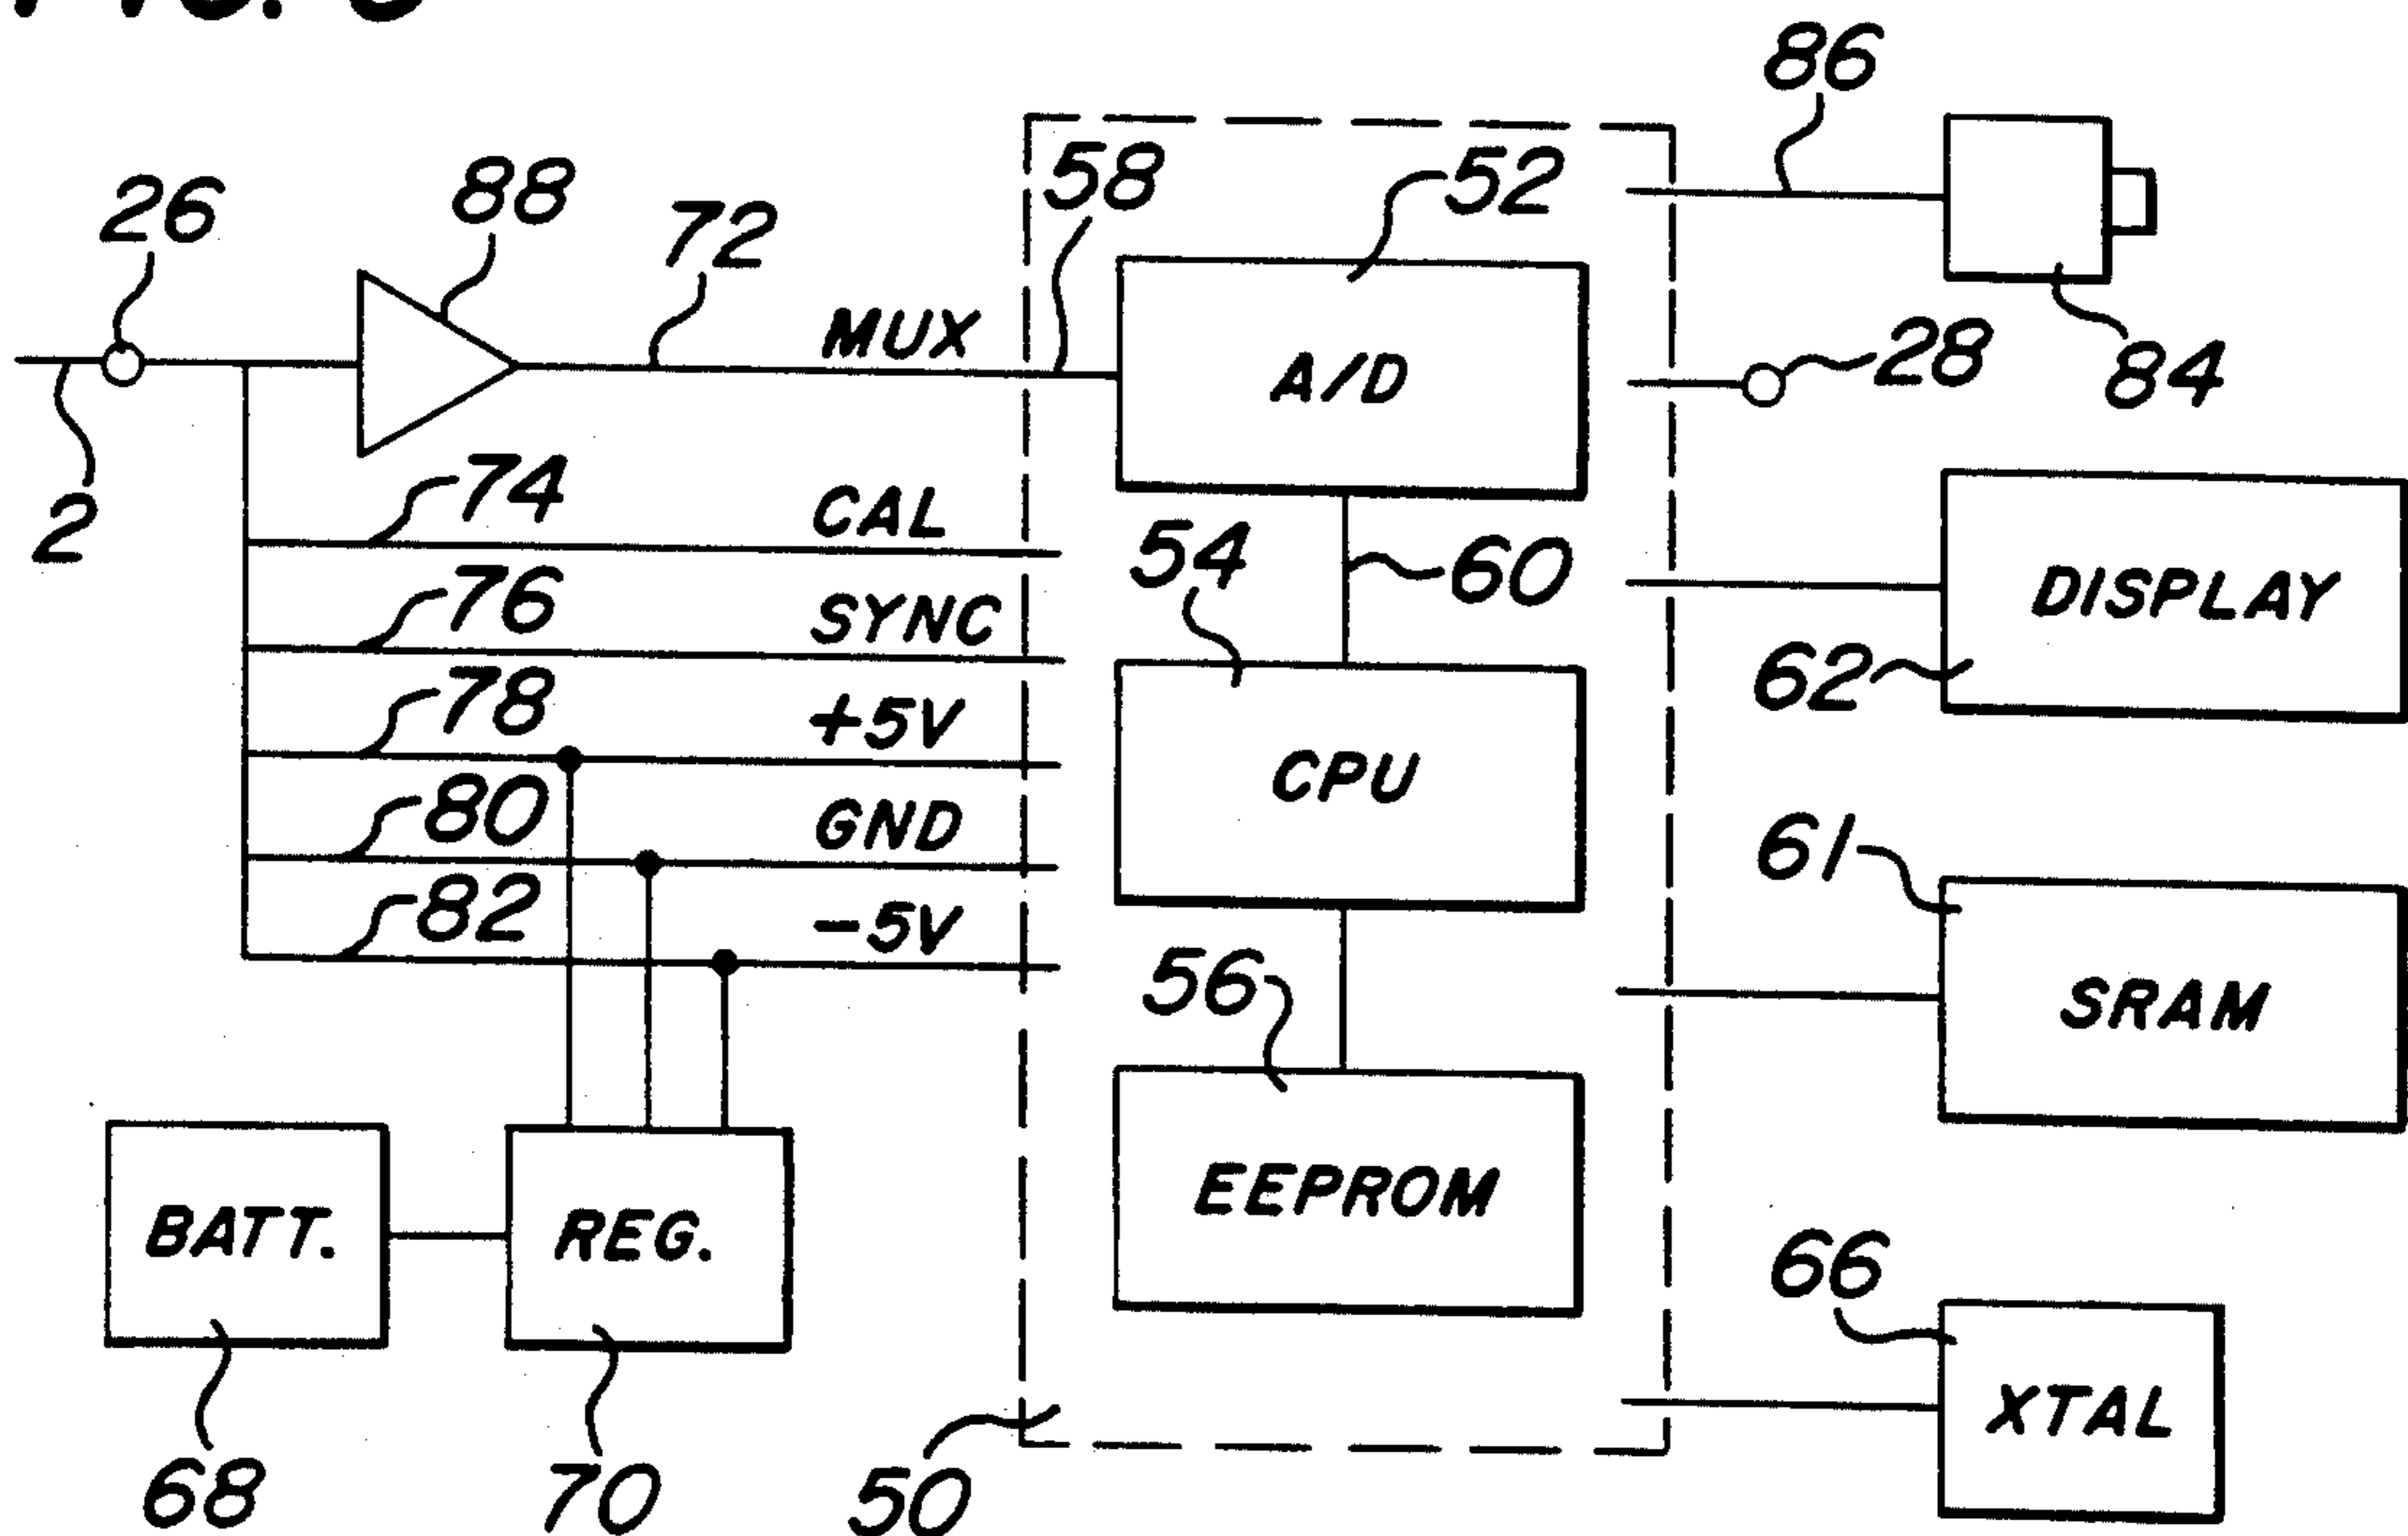 86
58
52
26
88
72
MUX
A/D
28
84
2
74
CAL
54
60
DISPLAY
76
SYNC
62
78
+5V
CPU
80
GND
61
82
-5V
56
SRAM
EEPROM
BATT.
REG.
66
XTAL
68
70
50